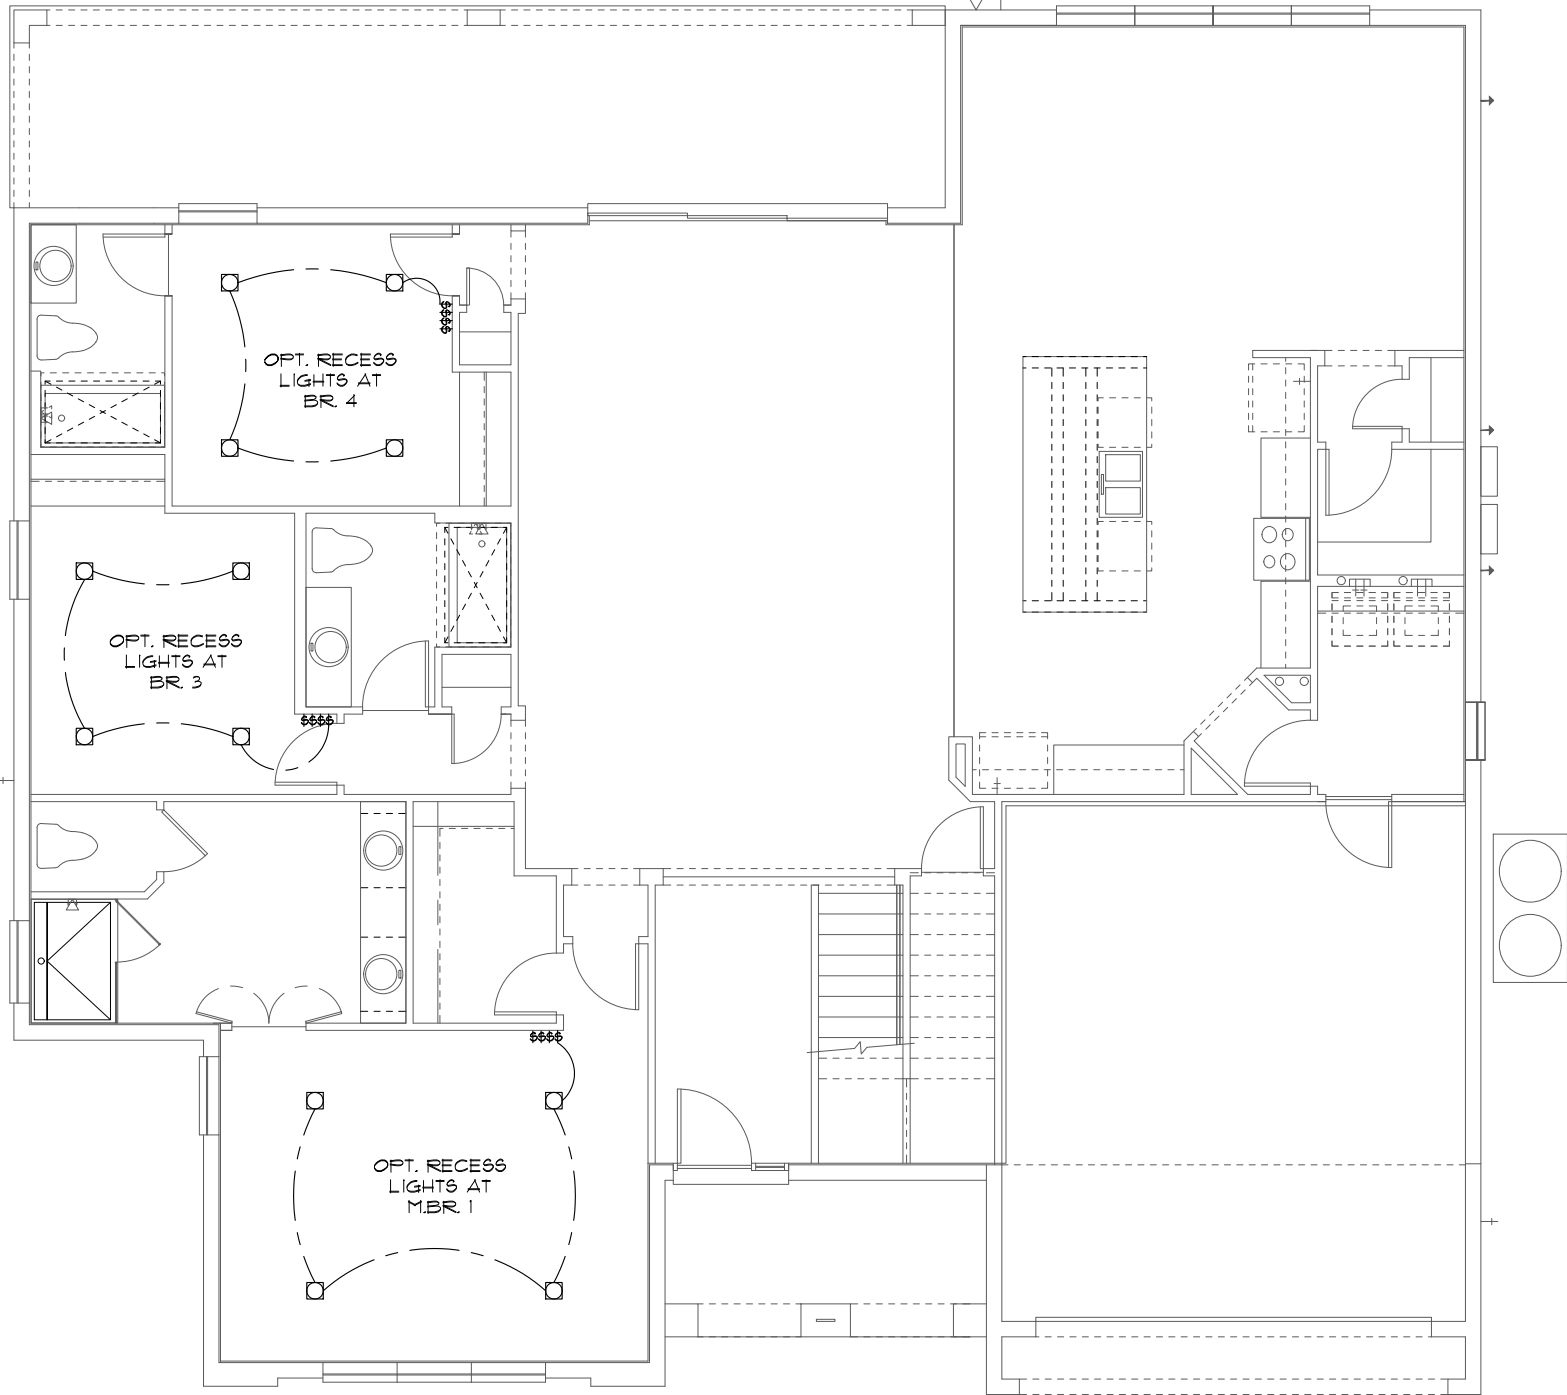 OPT. RECESS
LIGHTS AT
BR. 4
$$$$
OPT. RECESS
LIGHTS AT
BR. 3
$$$$
$$$$
OPT. RECESS
LIGHTS AT
M.BR. 1